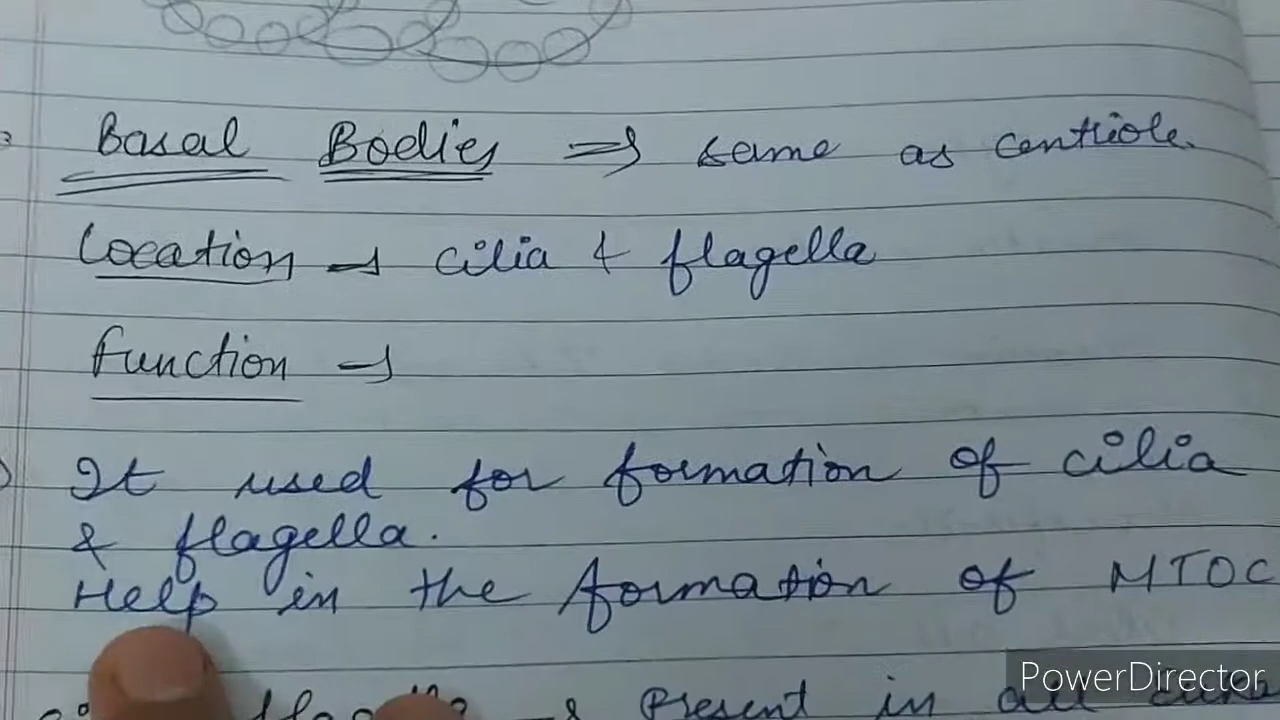 Basal Bodies ⇒ same as centriole.
Location → cilia & flagella
Function →
It used for formation of cilia
& flagella.
Help in the formation of MTOC
PowerDirector
present in all